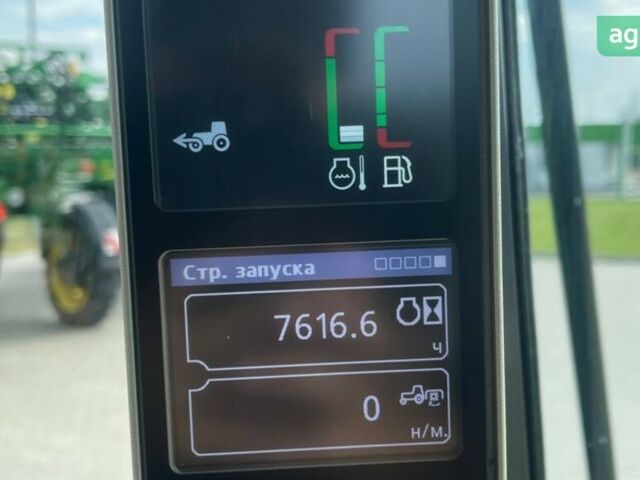 ag
Стр. запуска
7616.6
ч
0
н/м.